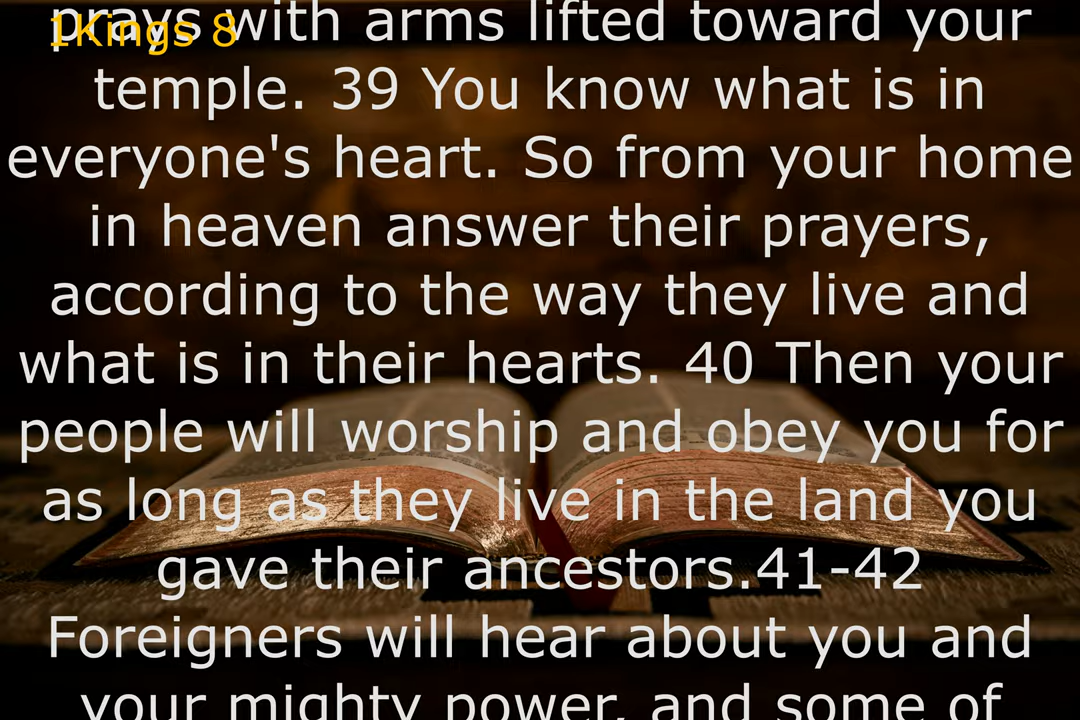 1Kings 8
prays with arms lifted toward your
temple. 39 You know what is in
everyone's heart. So from your home
in heaven answer their prayers,
according to the way they live and
what is in their hearts. 40 Then your
people will worship and obey you for
as long as they live in the land you
gave their ancestors.41-42
Foreigners will hear about you and
your mighty power, and some of